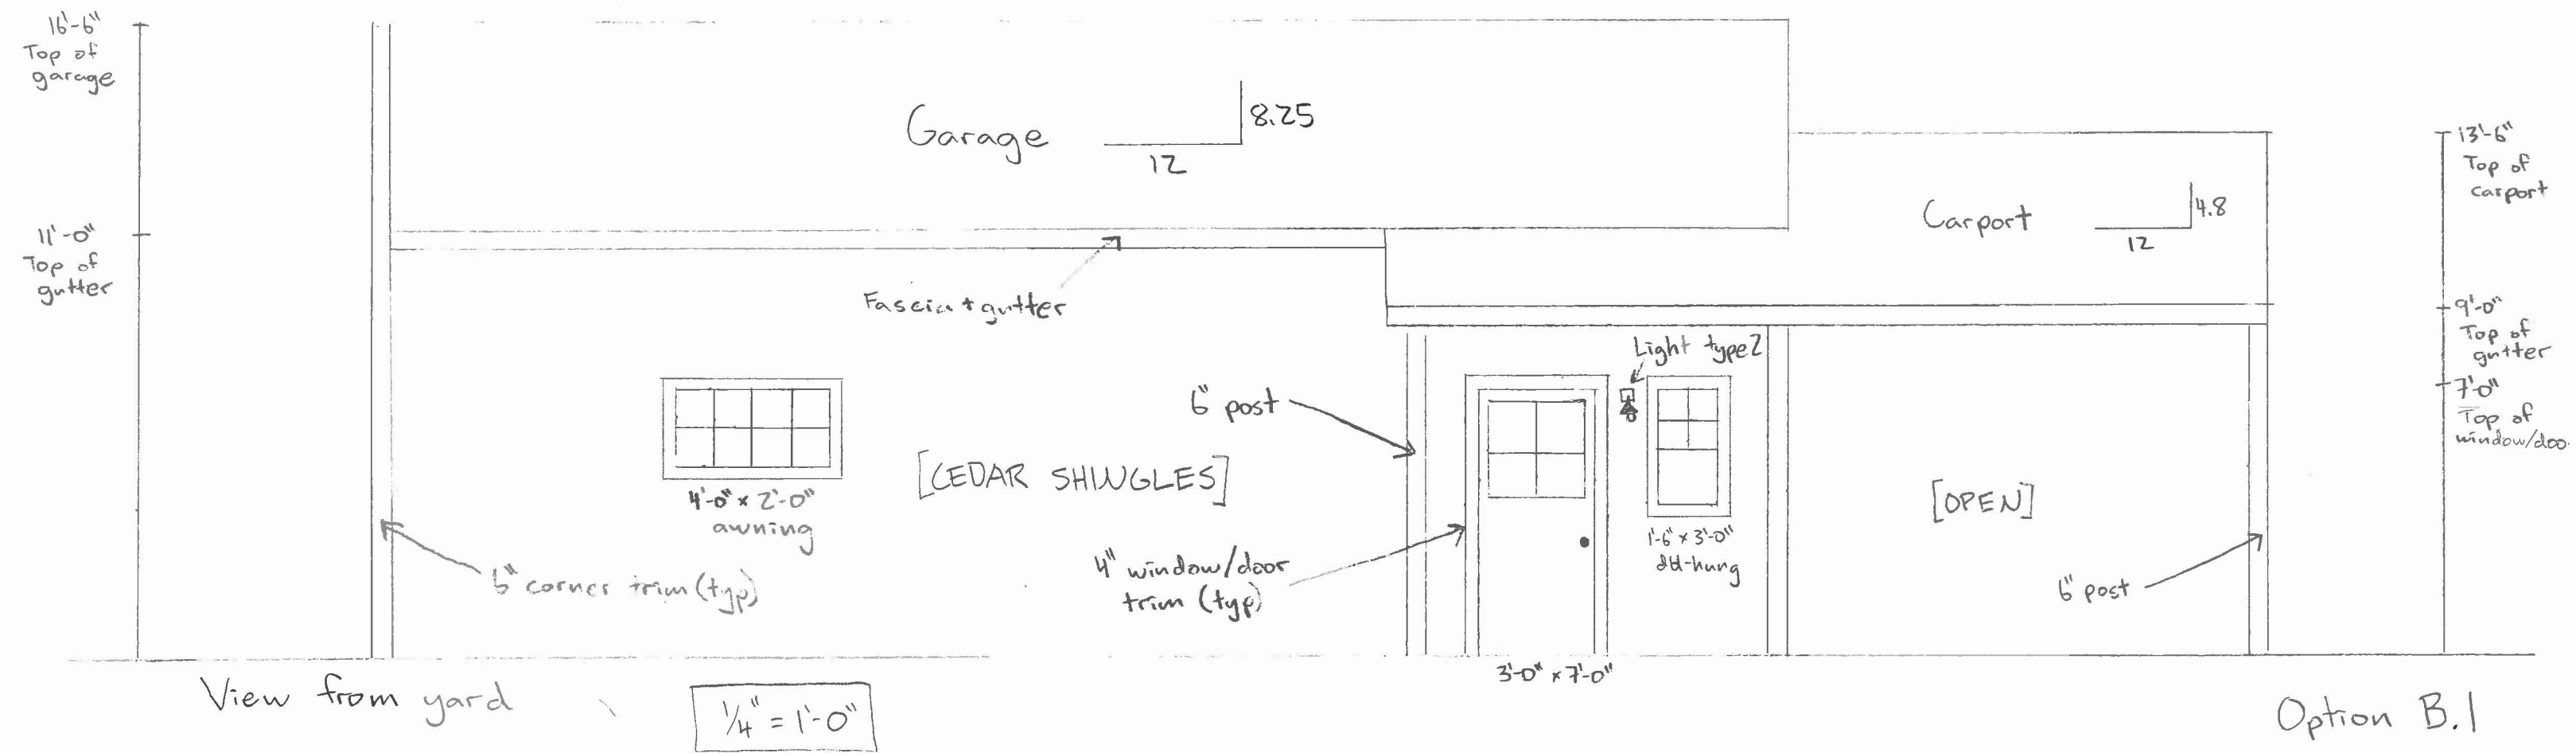 16'-6"
Top of
garage
11'-0"
Top of
gutter
Garage
8.25
12
Fascia + gutter
Carport
4.8
12
13'-6"
Top of
carport
9'-0"
Top of
gutter
7'-0"
Top of
window/doo
Light type 2
6" post
4'-0" x 2'-0"
awning
[CEDAR SHINGLES]
6" corner trim (typ)
4" window/door
trim (typ)
1'-6" x 3'-0"
dbl-hung
[OPEN]
6" post
3'-0" x 7'-0"
View from yard
1/4" = 1'-0"
Option B.1